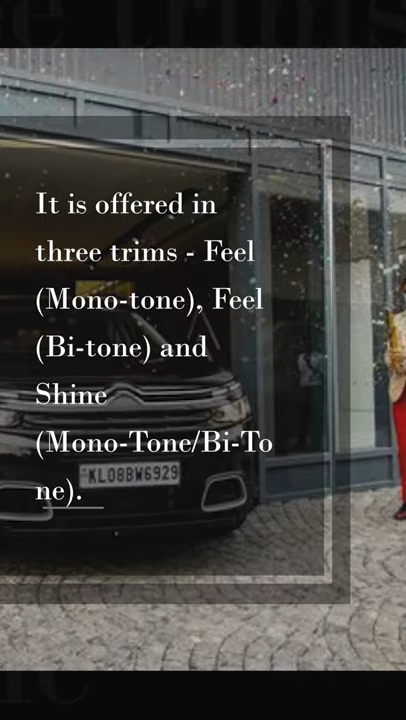 It is offered in
three trims - Feel
(Mono-tone), Feel
(Bi-tone) and
Shine
(Mono-Tone/Bi-To
ne).
KL08BW6929